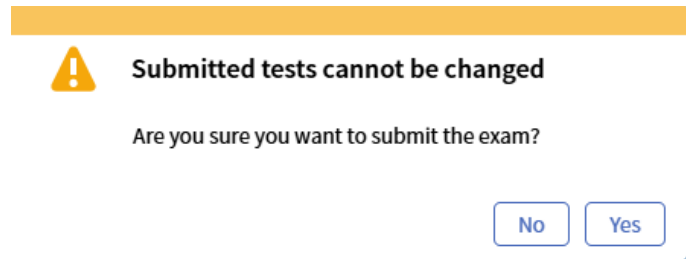 Submitted tests cannot be changed
Are you sure you want to submit the exam?
No Yes